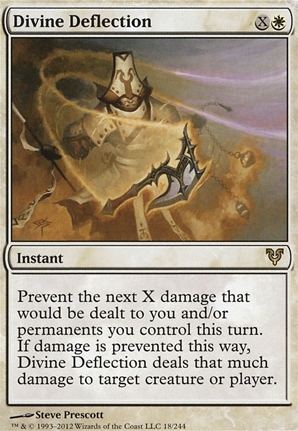 Divine Deflection X
Instant
Prevent the next X damage that
would be dealt to you and/or
permanents you control this turn.
If damage is prevented this way,
Divine Deflection deals that much
damage to target creature or player.
Steve Prescott
™ & © 1993–2012 Wizards of the Coast LLC 18/244